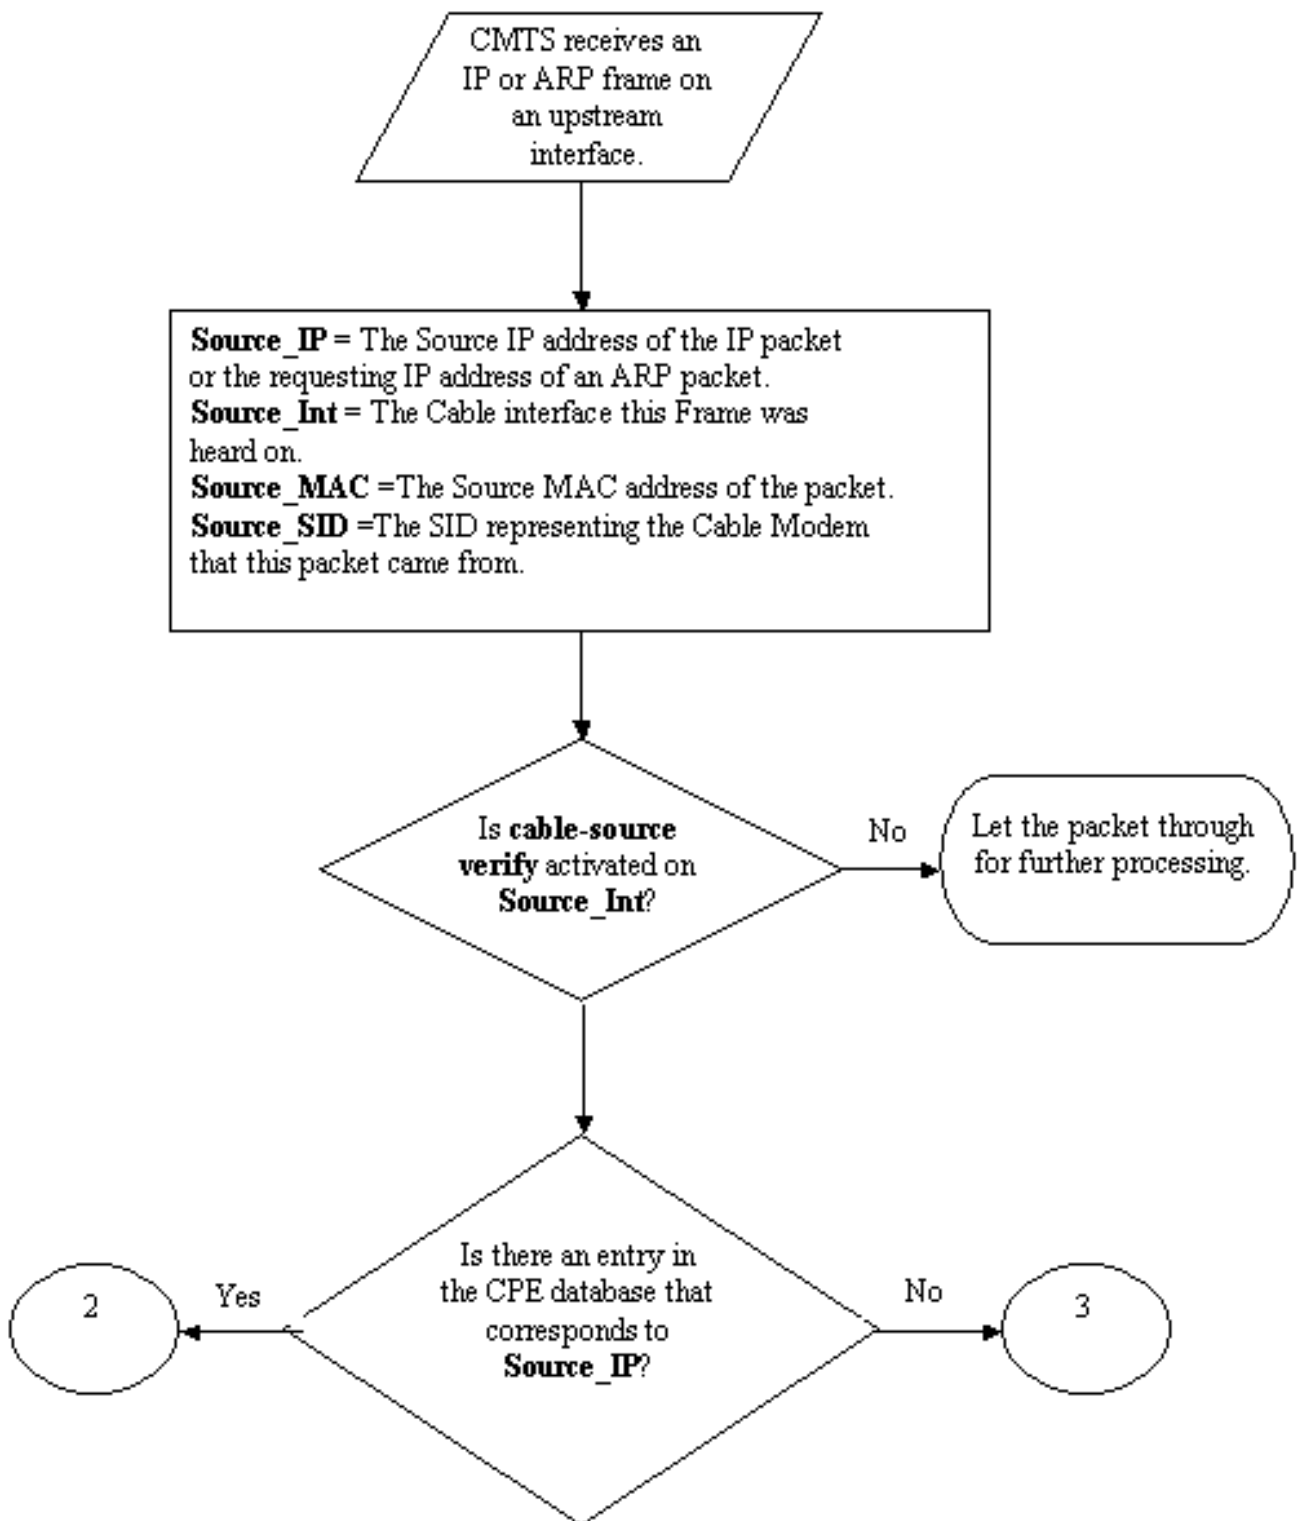 CMTS receives an
IP or ARP frame on
an upstream
interface.
Source_IP = The Source IP address of the IP packet
or the requesting IP address of an ARP packet.
Source_Int = The Cable interface this Frame was
heard on.
Source_MAC =The Source MAC address of the packet.
Source_SID =The SID representing the Cable Modem
that this packet came from.
Is cable-source
verify activated on
Source_Int?
No
Let the packet through
for further processing.
Is there an entry in
the CPE database that
corresponds to
Source_IP?
Yes
2
No
3